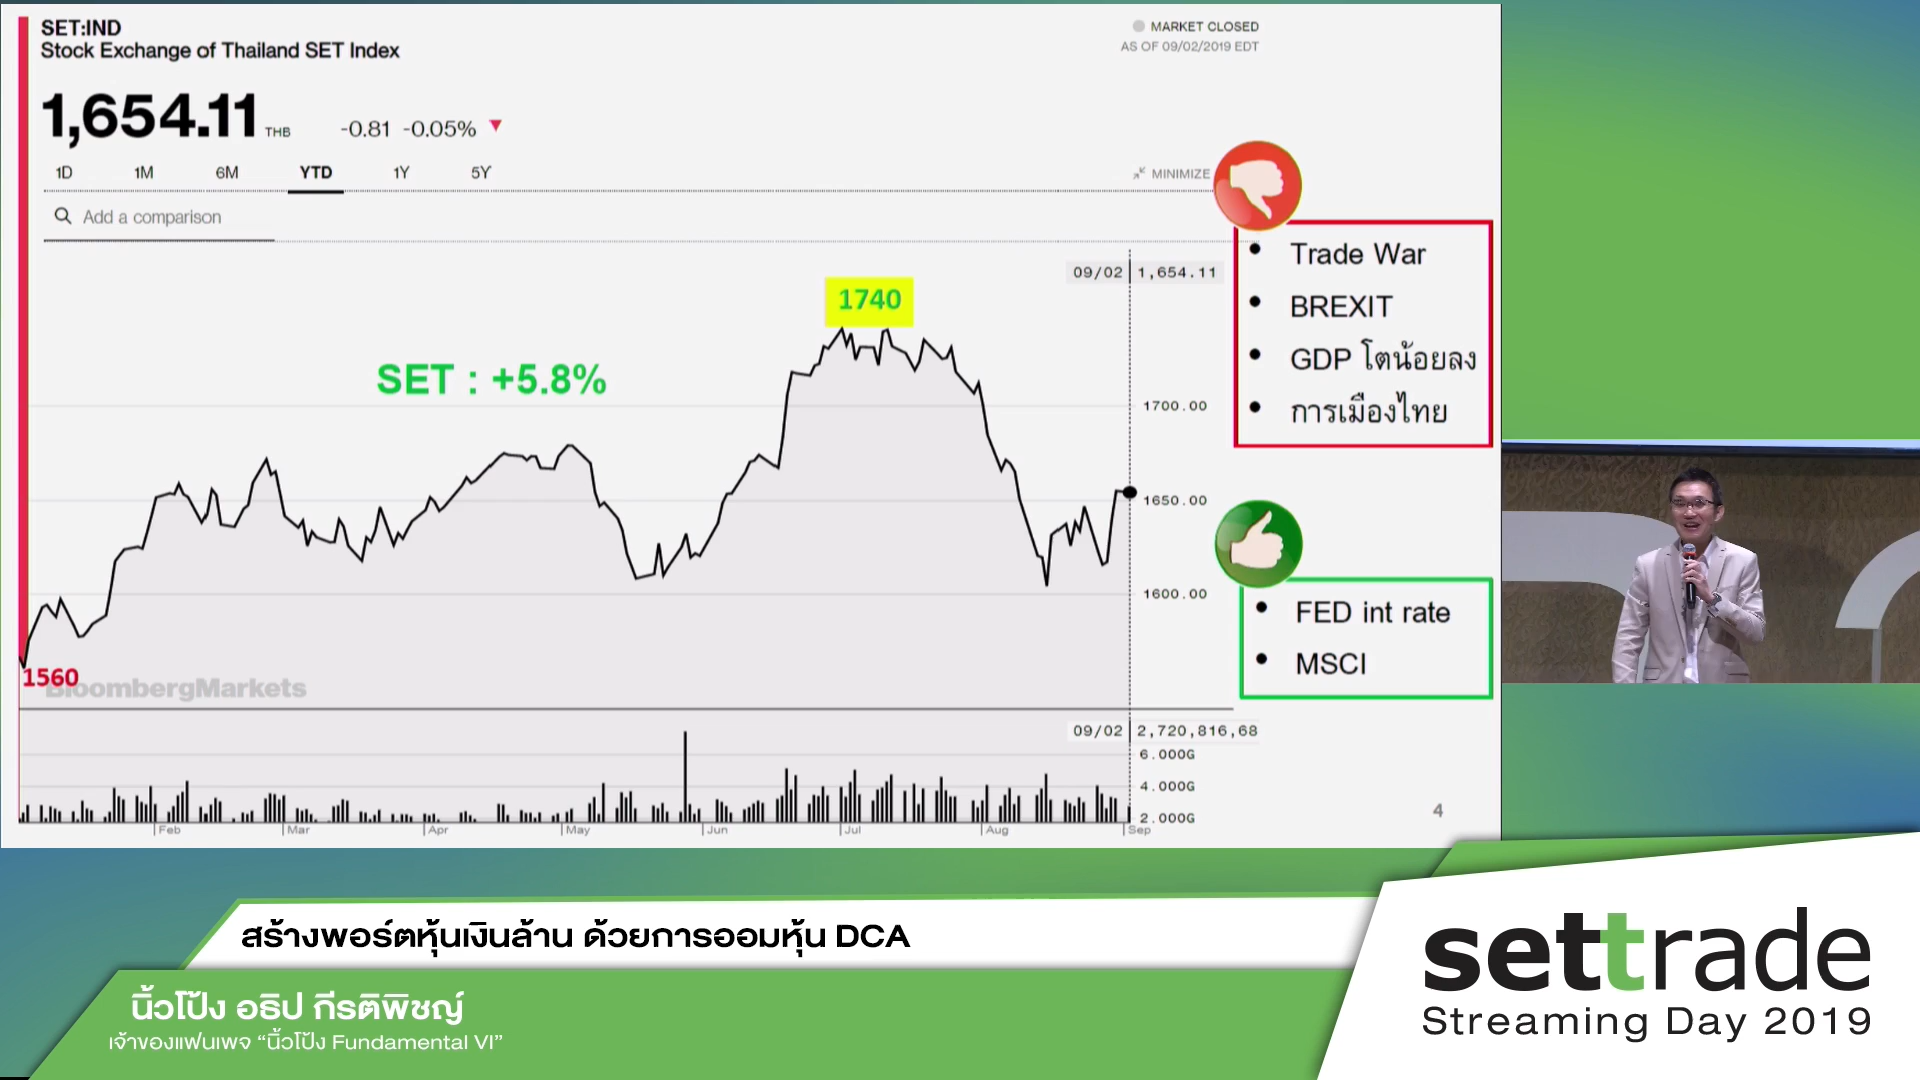 SET:IND
Stock Exchange of Thailand SET Index
MARKET CLOSED
AS OF 09/02/2019 EDT
1,654.11 THB -0.81 -0.05%
1D 1M 6M YTD 1Y 5Y
MINIMIZE
Add a comparison
Trade War
BREXIT
GDP โตน้อยลง
การเมืองไทย
09/02 1,654.11
1740
SET : +5.8%
1700.00
1650.00
1600.00
FED int rate
MSCI
1560
BloombergMarkets
09/02 2,720,816,68
6.000G
4.000G
2.000G
Feb Mar Apr May Jun Jul Aug Sep
4
สร้างพอร์ตหุ้นเงินล้าน ด้วยการออมหุ้น DCA
นิ้วโป้ง อธิป กีรติพิชญ์
เจ้าของแฟนเพจ “นิ้วโป้ง Fundamental VI”
settrade
Streaming Day 2019